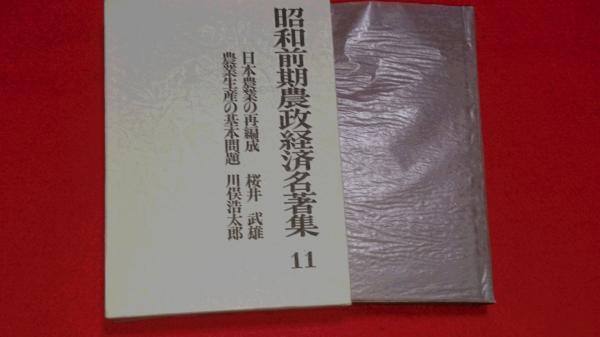 昭和前期農政経済名著集
11
日本農業の再編成 桜井武雄
農業生産の基本問題 川俣浩太郎